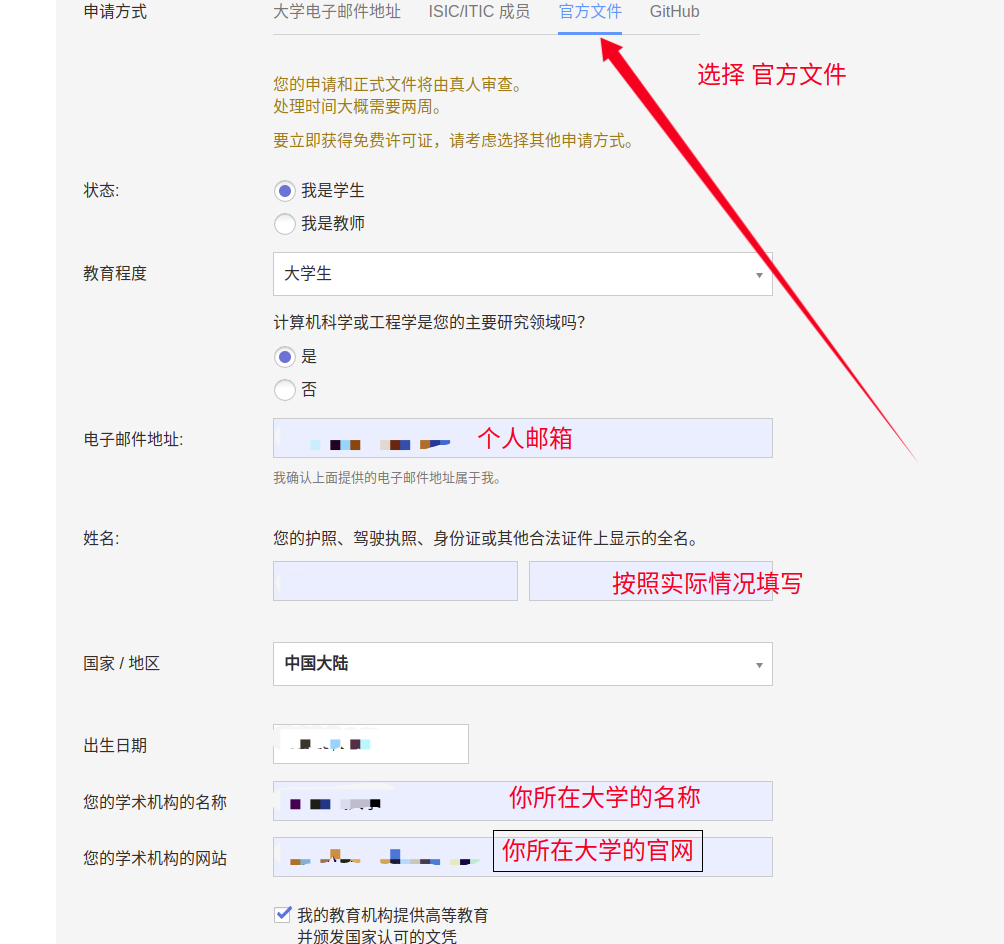 申请方式
大学电子邮件地址 ISIC/ITIC 成员 官方文件 GitHub
选择 官方文件
您的申请和正式文件将由真人审查。
处理时间大概需要两周。
要立即获得免费许可证，请考虑选择其他申请方式。
状态:
我是学生
我是教师
教育程度
大学生
计算机科学或工程学是您的主要研究领域吗？
是
否
电子邮件地址:
个人邮箱
我确认上面提供的电子邮件地址属于我。
姓名:
您的护照、驾驶执照、身份证或其他合法证件上显示的全名。
按照实际情况填写
国家 / 地区
中国大陆
出生日期
您的学术机构的名称
你所在大学的名称
您的学术机构的网站
你所在大学的官网
我的教育机构提供高等教育
并颁发国家认可的文凭